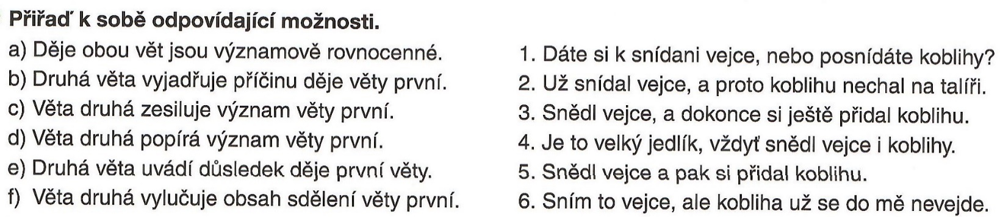 Přiřaď k sobě odpovídající možnosti.
a) Děje obou vět jsou významově rovnocenné.
b) Druhá věta vyjadřuje příčinu děje věty první.
c) Věta druhá zesiluje význam věty první.
d) Věta druhá popírá význam věty první.
e) Druhá věta uvádí důsledek děje první věty.
f) Věta druhá vylučuje obsah sdělení věty první.
1. Dáte si k snídani vejce, nebo posnídáte koblihy?
2. Už snídal vejce, a proto koblihu nechal na talíři.
3. Snědl vejce, a dokonce si ještě přidal koblihu.
4. Je to velký jedlík, vždyť snědl vejce i koblihy.
5. Snědl vejce a pak si přidal koblihu.
6. Sním to vejce, ale kobliha už se do mě nevejde.